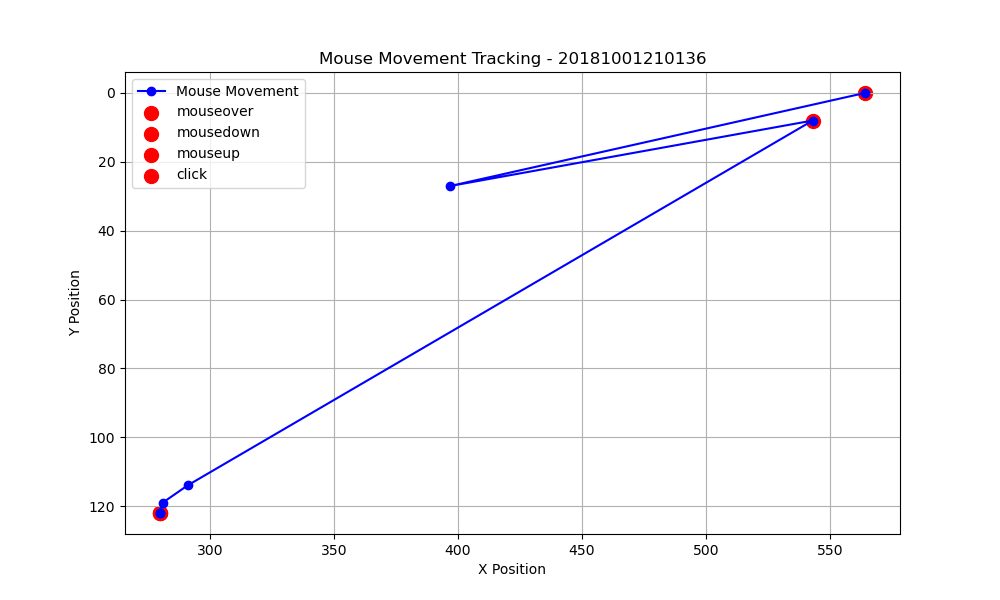 Mouse Movement Tracking - 20181001210136
Mouse Movement
mouseover
mousedown
mouseup
click
0
20
40
60
80
100
120
Y Position
300
350
400
450
500
550
X Position